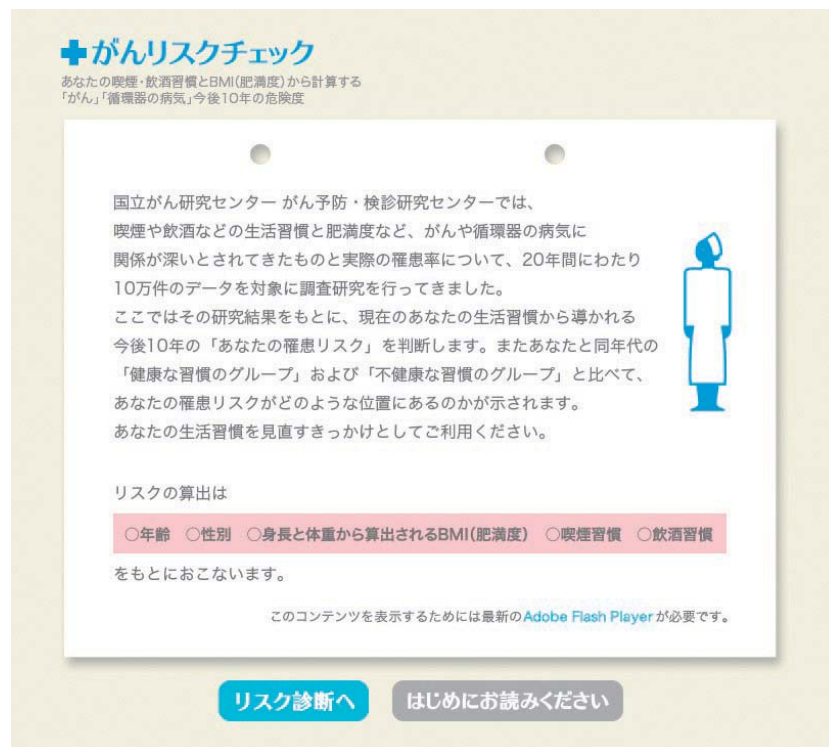 がんリスクチェック
あなたの喫煙・飲酒習慣とBMI(肥満度)から計算する
「がん」「循環器の病気」今後10年の危険度
国立がん研究センター がん予防・検診研究センターでは、
喫煙や飲酒などの生活習慣と肥満度など、がんや循環器の病気に
関係が深いとされてきたものと実際の罹患率について、20年間にわたり
10万件のデータを対象に調査研究を行ってきました。
ここではその研究結果をもとに、現在のあなたの生活習慣から導かれる
今後10年の「あなたの罹患リスク」を判断します。またあなたと同年代の
「健康な習慣のグループ」および「不健康な習慣のグループ」と比べて、
あなたの罹患リスクがどのような位置にあるのかが示されます。
あなたの生活習慣を見直すきっかけとしてご利用ください。
リスクの算出は
○年齢 ○性別 ○身長と体重から算出されるBMI(肥満度) ○喫煙習慣 ○飲酒習慣
をもとにおこないます。
このコンテンツを表示するためには最新のAdobe Flash Playerが必要です。
リスク診断へ はじめにお読みください